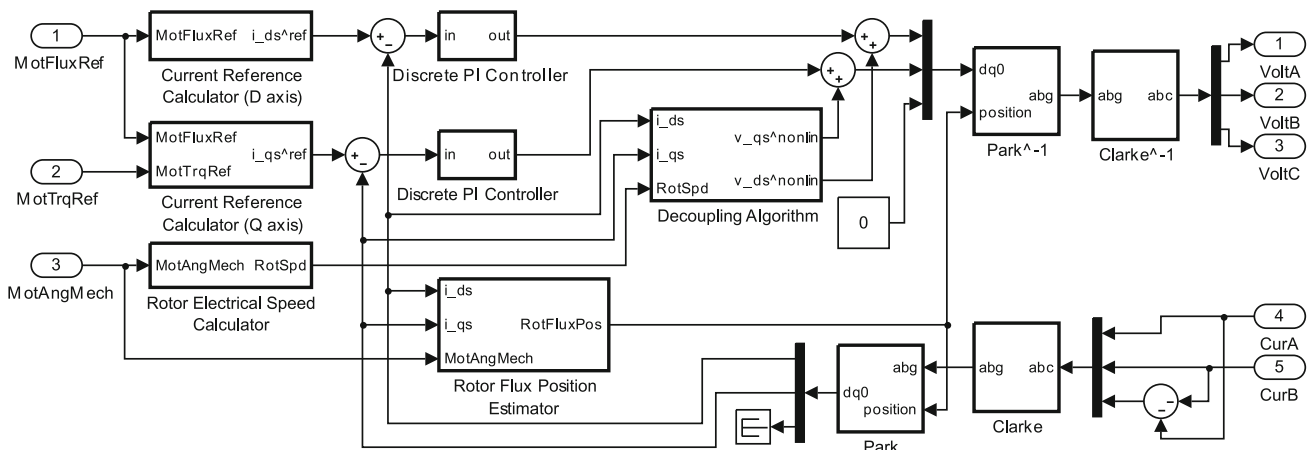 1
MotFluxRef
MotFluxRef i_ds^ref
Current Reference
Calculator (D axis)
+
−
in out
Discrete PI Controller
+
+
+
+
dq0
position
abg
Park^-1
abg
abc
Clarke^-1
1
VoltA
2
VoltB
3
VoltC
2
MotTrqRef
MotFluxRef
i_qs^ref
MotTrqRef
Current Reference
Calculator (Q axis)
+
−
in out
Discrete PI Controller
i_ds
v_qs^nonlin
i_qs
v_ds^nonlin
RotSpd
Decoupling Algorithm
0
3
MotAngMech
MotAngMech RotSpd
Rotor Electrical Speed
Calculator
i_ds
i_qs
RotFluxPos
MotAngMech
Rotor Flux Position
Estimator
abg
dq0
position
Park
abg
abc
Clarke
−
−
4
CurA
5
CurB